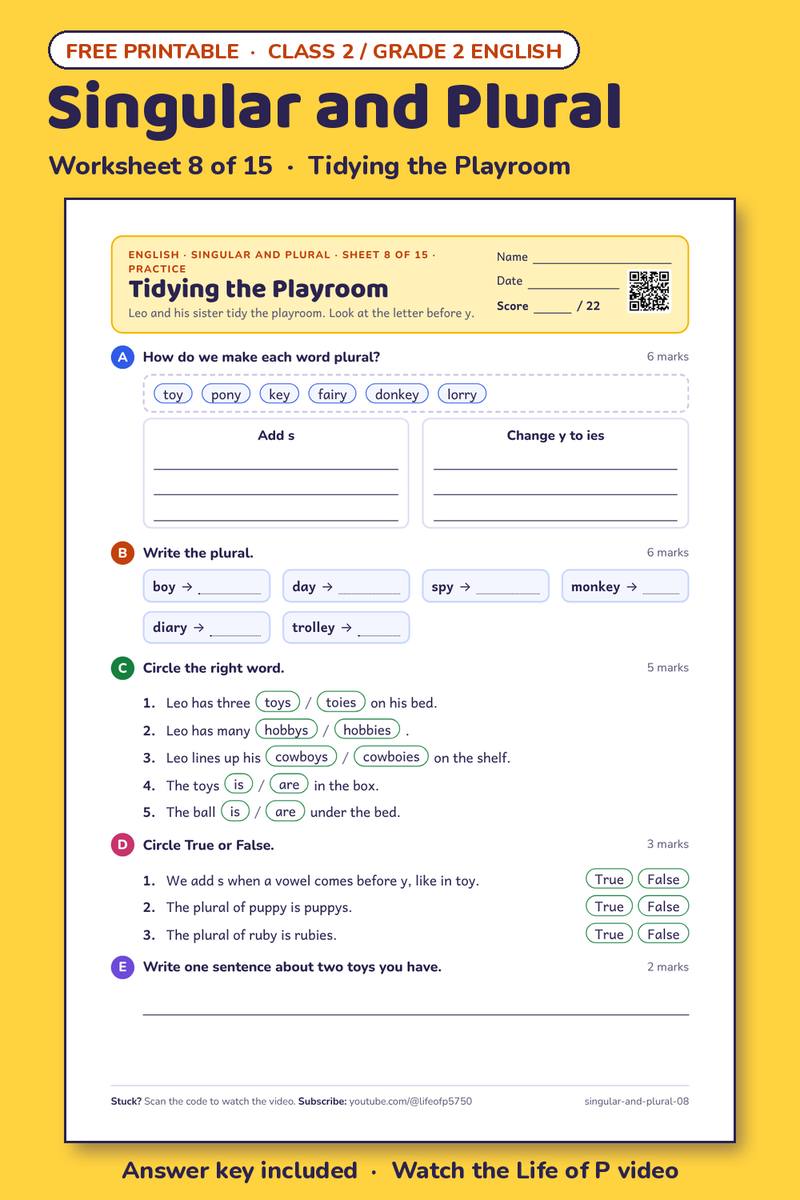 FREE PRINTABLE · CLASS 2 / GRADE 2 ENGLISH
Singular and Plural
Worksheet 8 of 15 · Tidying the Playroom
ENGLISH · SINGULAR AND PLURAL · SHEET 8 OF 15 ·
PRACTICE
Tidying the Playroom
Leo and his sister tidy the playroom. Look at the letter before y.
Name
Date
Score / 22
A How do we make each word plural? 6 marks
toy pony key fairy donkey lorry
Add s Change y to ies
B Write the plural. 6 marks
boy → day → spy → monkey →
diary → trolley →
C Circle the right word. 5 marks
1. Leo has three toys / toies on his bed.
2. Leo has many hobbys / hobbies .
3. Leo lines up his cowboys / cowboies on the shelf.
4. The toys is / are in the box.
5. The ball is / are under the bed.
D Circle True or False. 3 marks
1. We add s when a vowel comes before y, like in toy. True False
2. The plural of puppy is puppys. True False
3. The plural of ruby is rubies. True False
E Write one sentence about two toys you have. 2 marks
Stuck? Scan the code to watch the video. Subscribe: youtube.com/@lifeofp5750 singular-and-plural-08
Answer key included · Watch the Life of P video